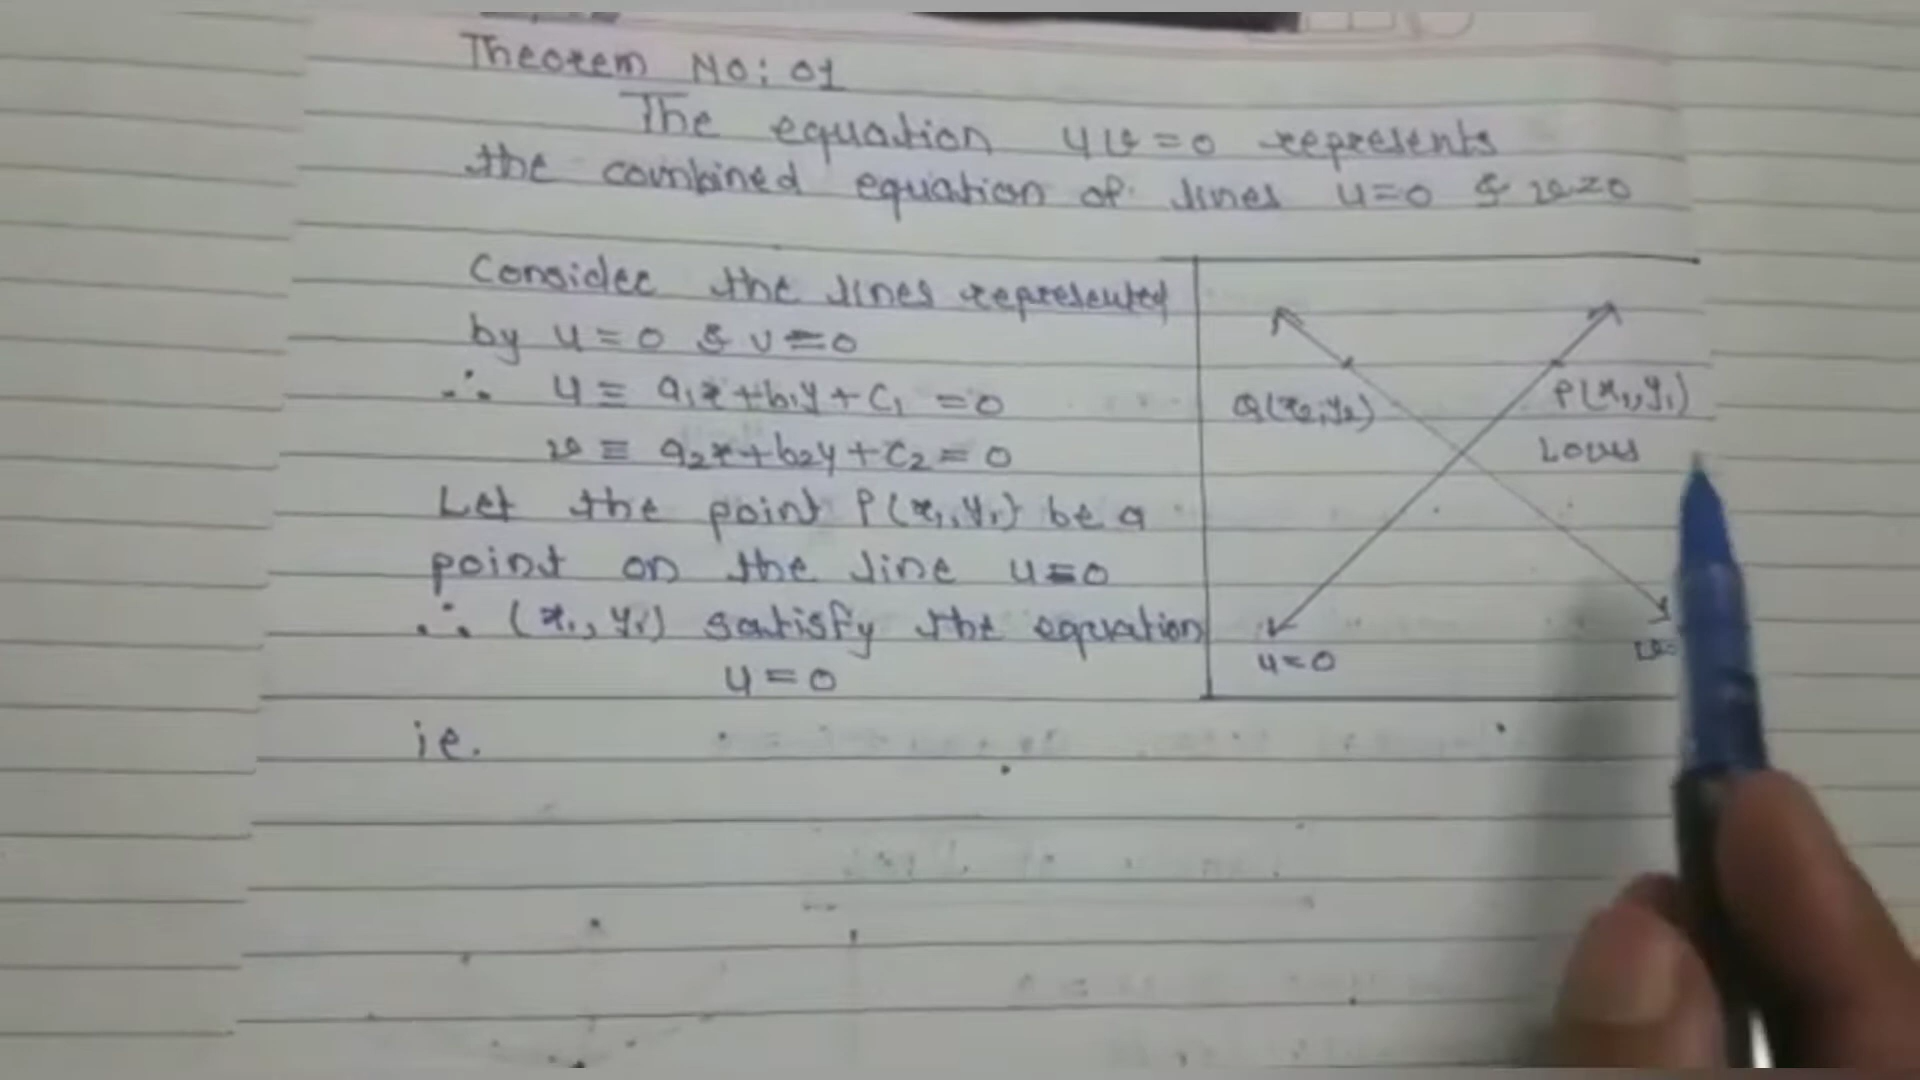 Theorem No: 01
The equation uv=0 represents
the combined equation of lines u=0 & v=0
Consider the lines represented
by u=0 & v=0
∴ u ≡ a₁x+b₁y+c₁ =0
v ≡ a₂x+b₂y+c₂=0
Let the point P(x₁,y₁) be a
point on the line u=0
∴ (x₁,y₁) satisfy the equation
u=0
ie.
Q(x₂,y₂)
P(x₁,y₁)
Locus
u=0
v=